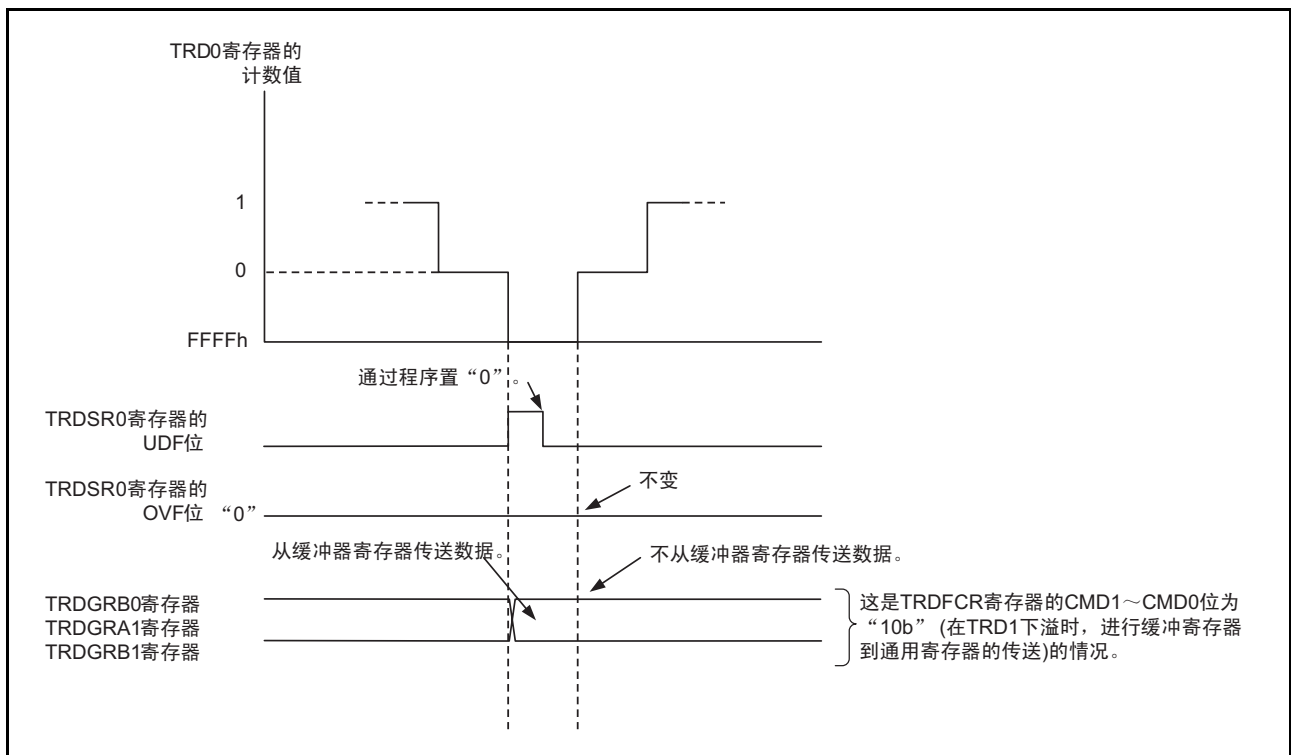 TRD0寄存器的
计数值
1
0
FFFFh
通过程序置“0”。
TRDSR0寄存器的
UDF位
TRDSR0寄存器的
OVF位 “0”
不变
从缓冲器寄存器传送数据。
不从缓冲器寄存器传送数据。
TRDGRB0寄存器
TRDGRA1寄存器
TRDGRB1寄存器
这是TRDFCR寄存器的CMD1～CMD0位为
“10b” (在TRD1下溢时，进行缓冲寄存器
到通用寄存器的传送)的情况。